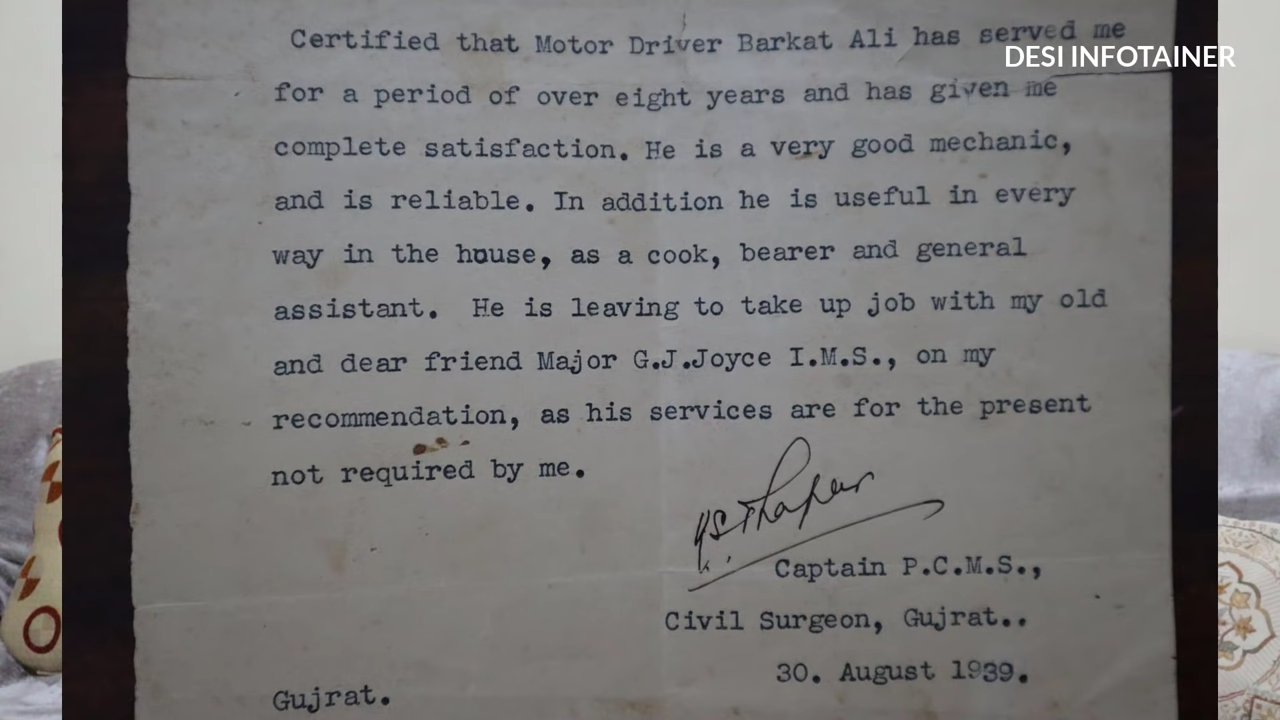 DESI INFOTAINER
Certified that Motor Driver Barkat Ali has served me
for a period of over eight years and has given me
complete satisfaction. He is a very good mechanic,
and is reliable. In addition he is useful in every
way in the house, as a cook, bearer and general
assistant. He is leaving to take up job with my old
and dear friend Major G.J.Joyce I.M.S., on my
recommendation, as his services are for the present
not required by me.
Thapur
Captain P.C.M.S.,
Civil Surgeon, Gujrat..
30. August 1939.
Gujrat.